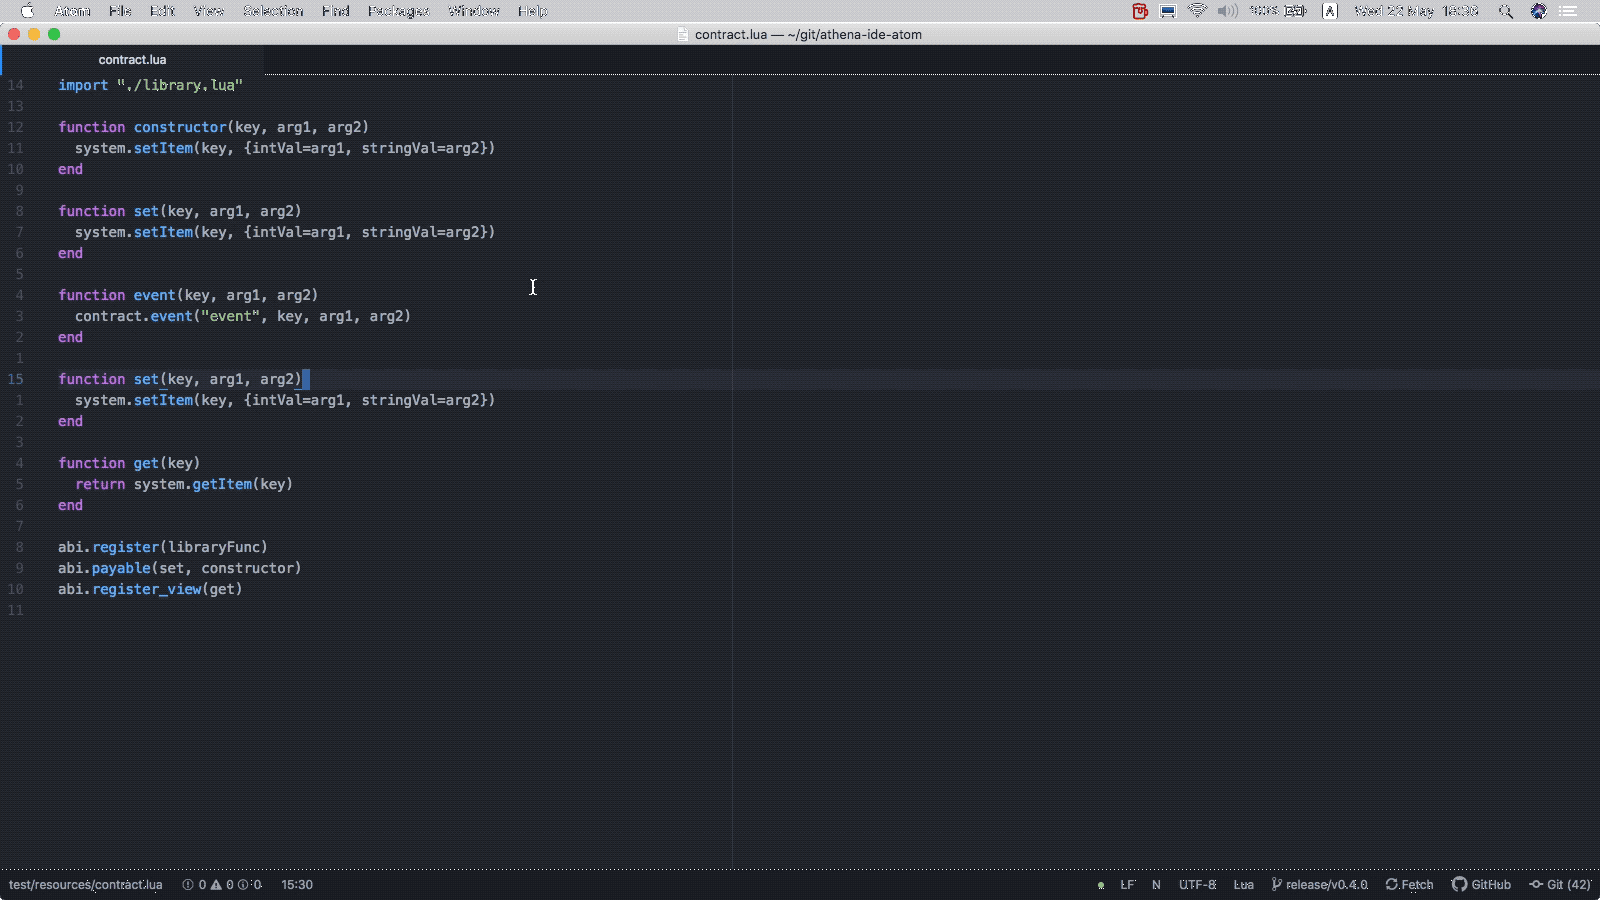 Atom File Edit View Selection Find Packages Window Help 100% A Wed 22 May 18:36
contract.lua — ~/git/athena-ide-atom
contract.lua
14 import "./library.lua"
13
12 function constructor(key, arg1, arg2)
11 system.setItem(key, {intVal=arg1, stringVal=arg2})
10 end
9
8 function set(key, arg1, arg2)
7 system.setItem(key, {intVal=arg1, stringVal=arg2})
6 end
5
4 function event(key, arg1, arg2)
3 contract.event("event", key, arg1, arg2)
2 end
1
15 function set(key, arg1, arg2)
1 system.setItem(key, {intVal=arg1, stringVal=arg2})
2 end
3
4 function get(key)
5 return system.getItem(key)
6 end
7
8 abi.register(libraryFunc)
9 abi.payable(set, constructor)
10 abi.register_view(get)
11
test/resources/contract.lua 0 0 0 15:30 LF N UTF-8 Lua release/v0.4.0 Fetch GitHub Git (42)